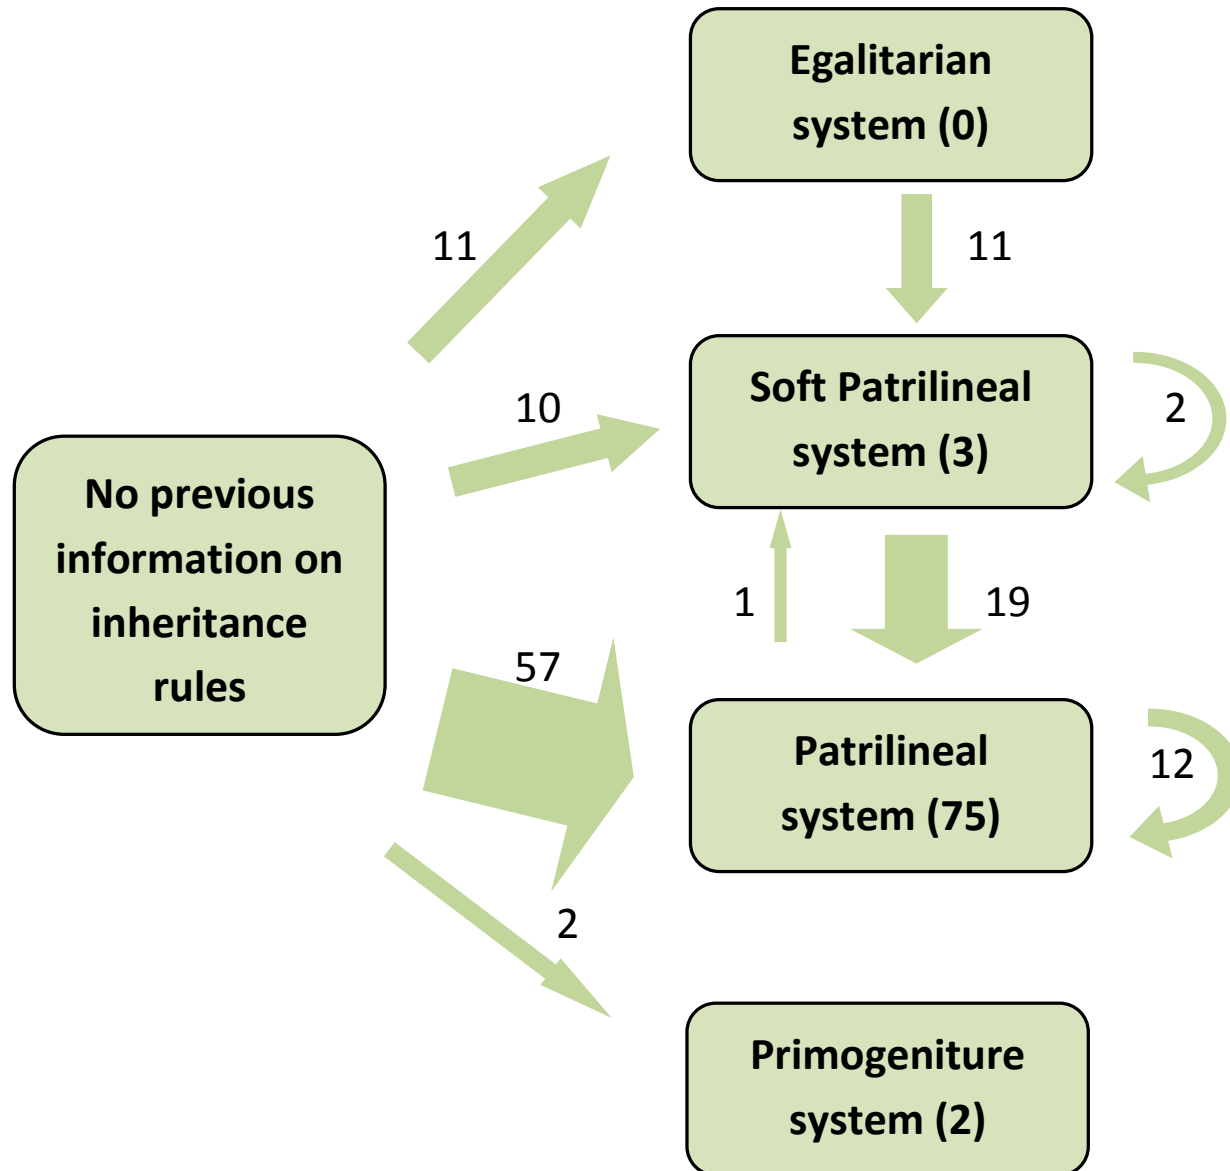 Egalitarian
system (0)
11
11
Soft Patrilineal
system (3)
10
2
No previous
information on
inheritance
rules
1
19
57
Patrilineal
system (75)
12
2
Primogeniture
system (2)